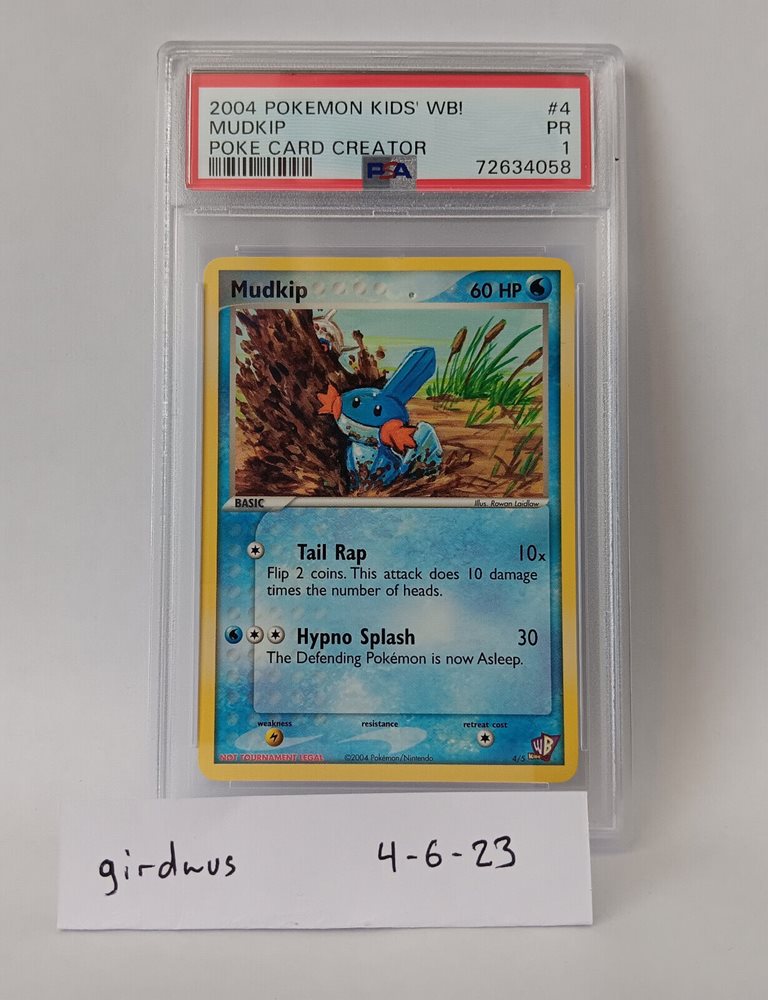 2004 POKEMON KIDS' WB! #4
MUDKIP PR
POKE CARD CREATOR 1
PSA 72634058
Mudkip 60 HP
BASIC Illus. Rowan Laidlaw
Tail Rap 10x
Flip 2 coins. This attack does 10 damage
times the number of heads.
Hypno Splash 30
The Defending Pokémon is now Asleep.
weakness resistance retreat cost
NOT TOURNAMENT LEGAL ©2004 Pokémon/Nintendo 4/5 Kids WB
girdwus 4-6-23